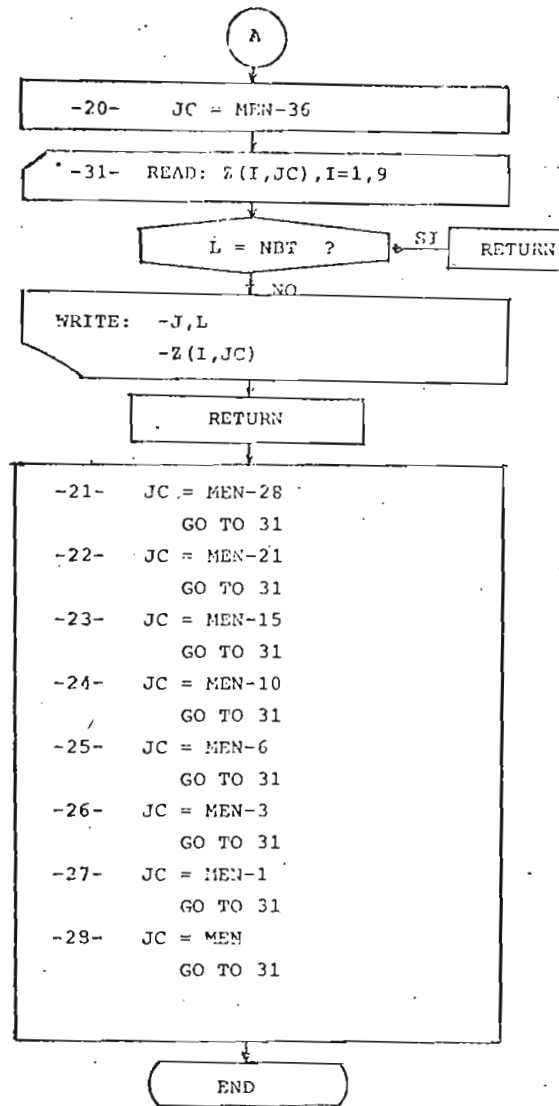 A
-20- JC = MEN-36
-31- READ: Z(I,JC),I=1,9
L = NBT ?
SI
RETURN
NO
WRITE: -J,L
-Z(I,JC)
RETURN
-21- JC = MEN-28
GO TO 31
-22- JC = MEN-21
GO TO 31
-23- JC = MEN-15
GO TO 31
-24- JC = MEN-10
GO TO 31
-25- JC = MEN-6
GO TO 31
-26- JC = MEN-3
GO TO 31
-27- JC = MEN-1
GO TO 31
-28- JC = MEN
GO TO 31
END